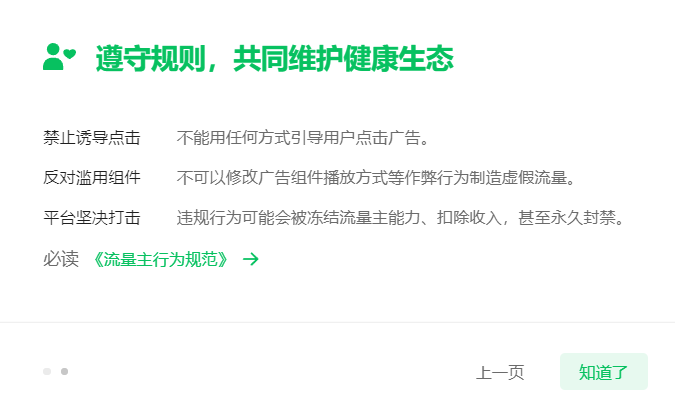 遵守规则，共同维护健康生态
禁止诱导点击 不能用任何方式引导用户点击广告。
反对滥用组件 不可以修改广告组件播放方式等作弊行为制造虚假流量。
平台坚决打击 违规行为可能会被冻结流量主能力、扣除收入，甚至永久封禁。
必读 《流量主行为规范》 →
上一页 知道了